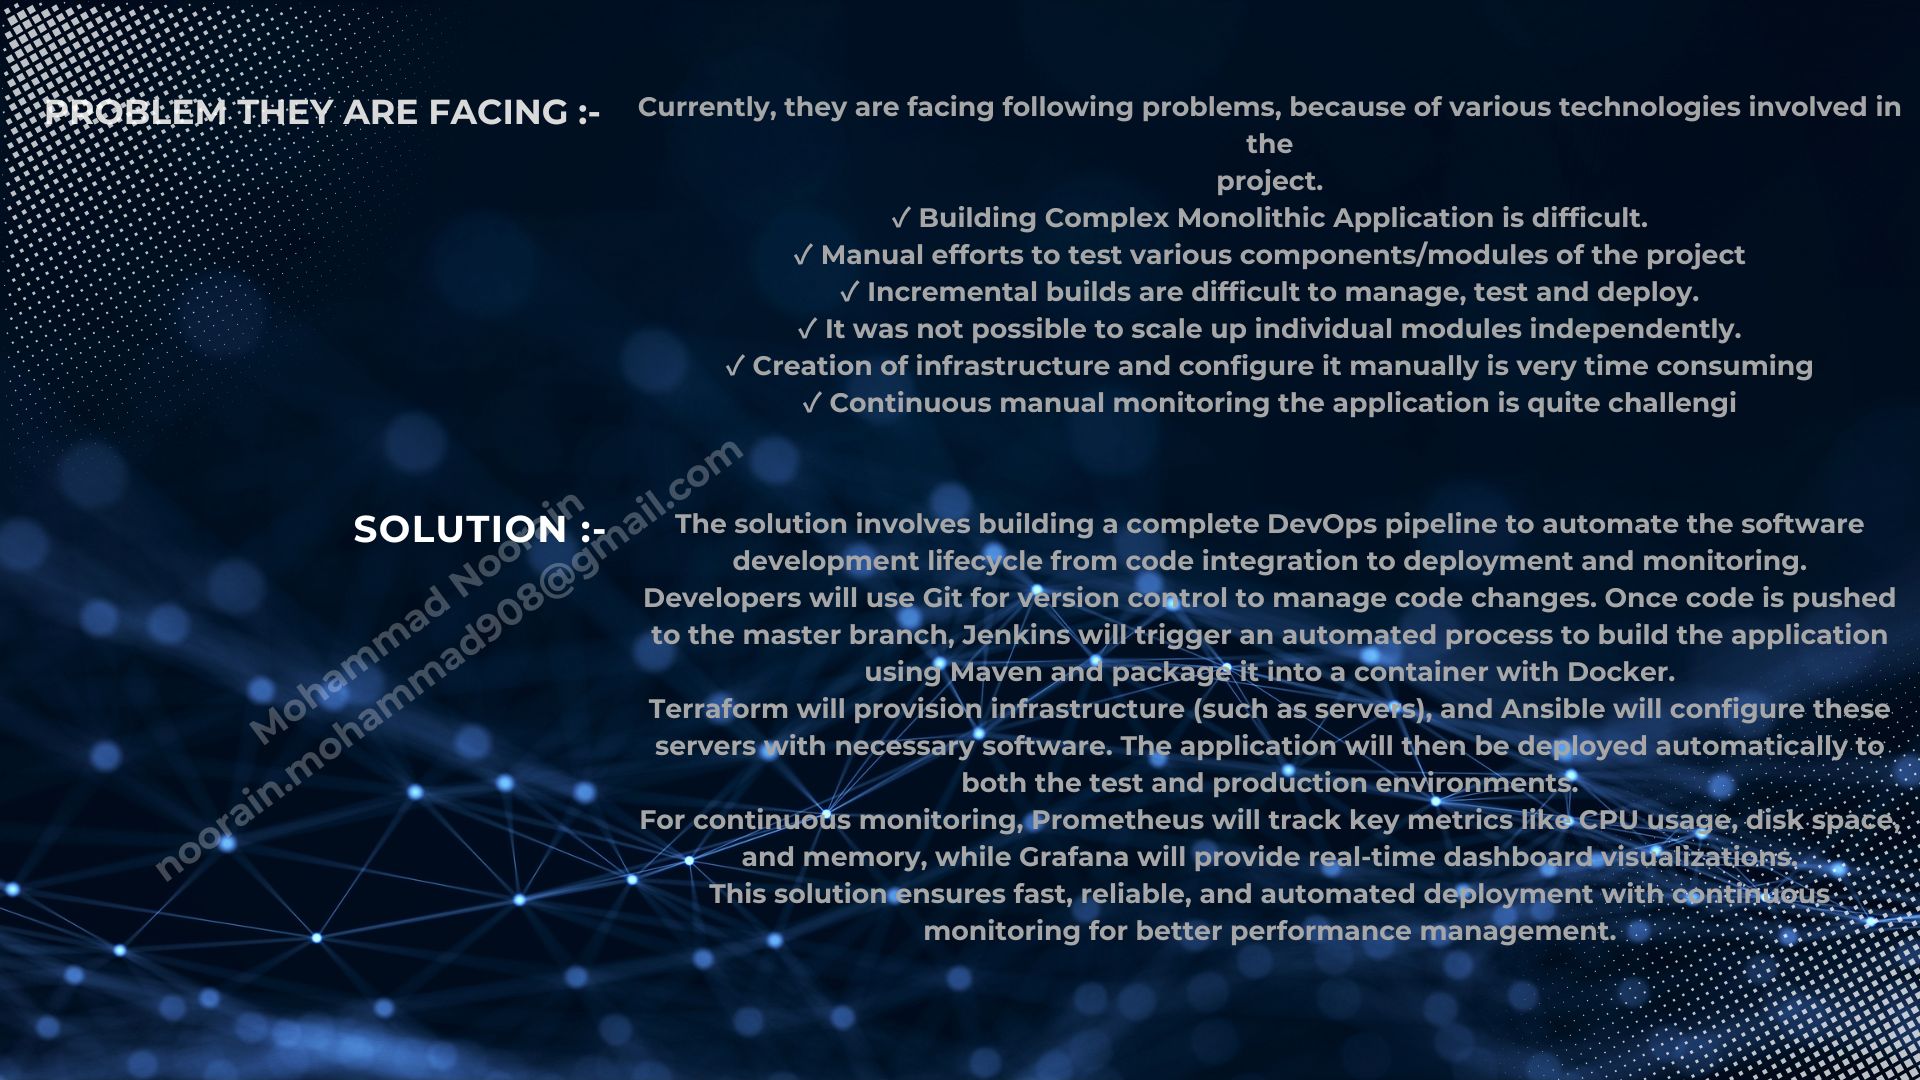 PROBLEM THEY ARE FACING :-
Currently, they are facing following problems, because of various technologies involved in
the
project.
✓ Building Complex Monolithic Application is difficult.
✓ Manual efforts to test various components/modules of the project
✓ Incremental builds are difficult to manage, test and deploy.
✓ It was not possible to scale up individual modules independently.
✓ Creation of infrastructure and configure it manually is very time consuming
✓ Continuous manual monitoring the application is quite challengi
SOLUTION :-
The solution involves building a complete DevOps pipeline to automate the software
development lifecycle from code integration to deployment and monitoring.
Developers will use Git for version control to manage code changes. Once code is pushed
to the master branch, Jenkins will trigger an automated process to build the application
using Maven and package it into a container with Docker.
Terraform will provision infrastructure (such as servers), and Ansible will configure these
servers with necessary software. The application will then be deployed automatically to
both the test and production environments.
For continuous monitoring, Prometheus will track key metrics like CPU usage, disk space,
and memory, while Grafana will provide real-time dashboard visualizations.
This solution ensures fast, reliable, and automated deployment with continuous
monitoring for better performance management.
Mohammad Noorain
noorain.mohammad908@gmail.com